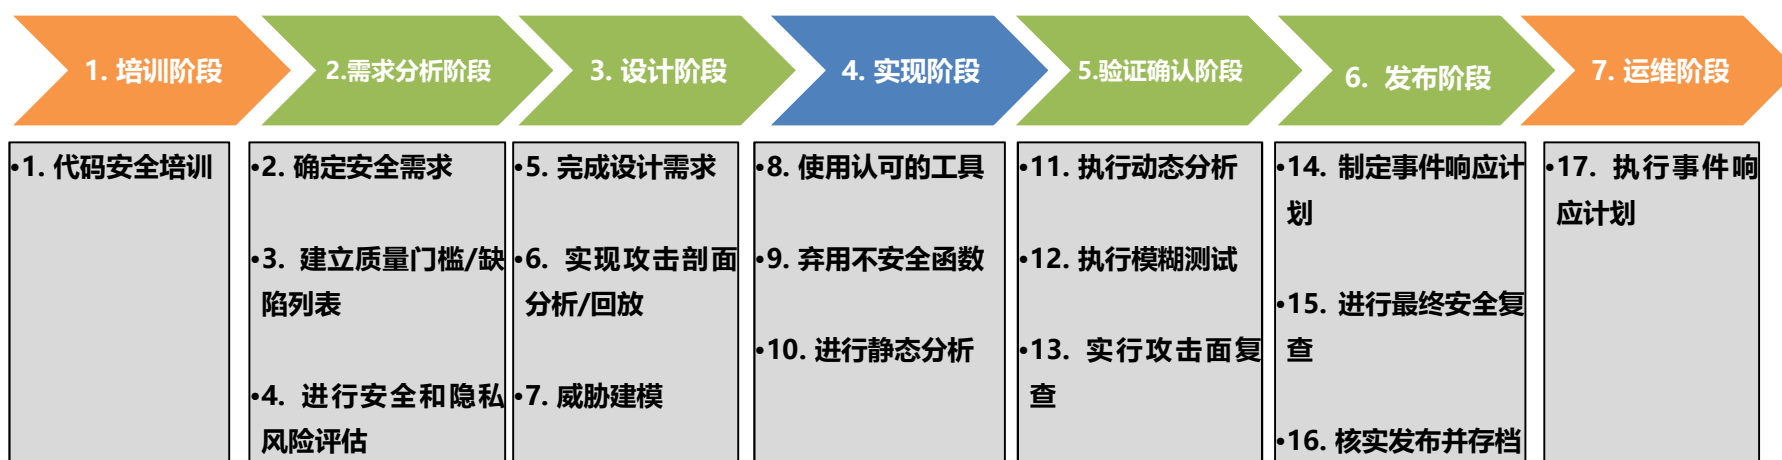 1. 培训阶段
2.需求分析阶段
3. 设计阶段
4. 实现阶段
5.验证确认阶段
6. 发布阶段
7. 运维阶段
•1. 代码安全培训
•2. 确定安全需求
•3. 建立质量门槛/缺
陷列表
•4. 进行安全和隐私
风险评估
•5. 完成设计需求
•6. 实现攻击剖面
分析/回放
•7. 威胁建模
•8. 使用认可的工具
•9. 弃用不安全函数
•10. 进行静态分析
•11. 执行动态分析
•12. 执行模糊测试
•13. 实行攻击面复
查
•14. 制定事件响应计
划
•15. 进行最终安全复
查
•16. 核实发布并存档
•17. 执行事件响
应计划